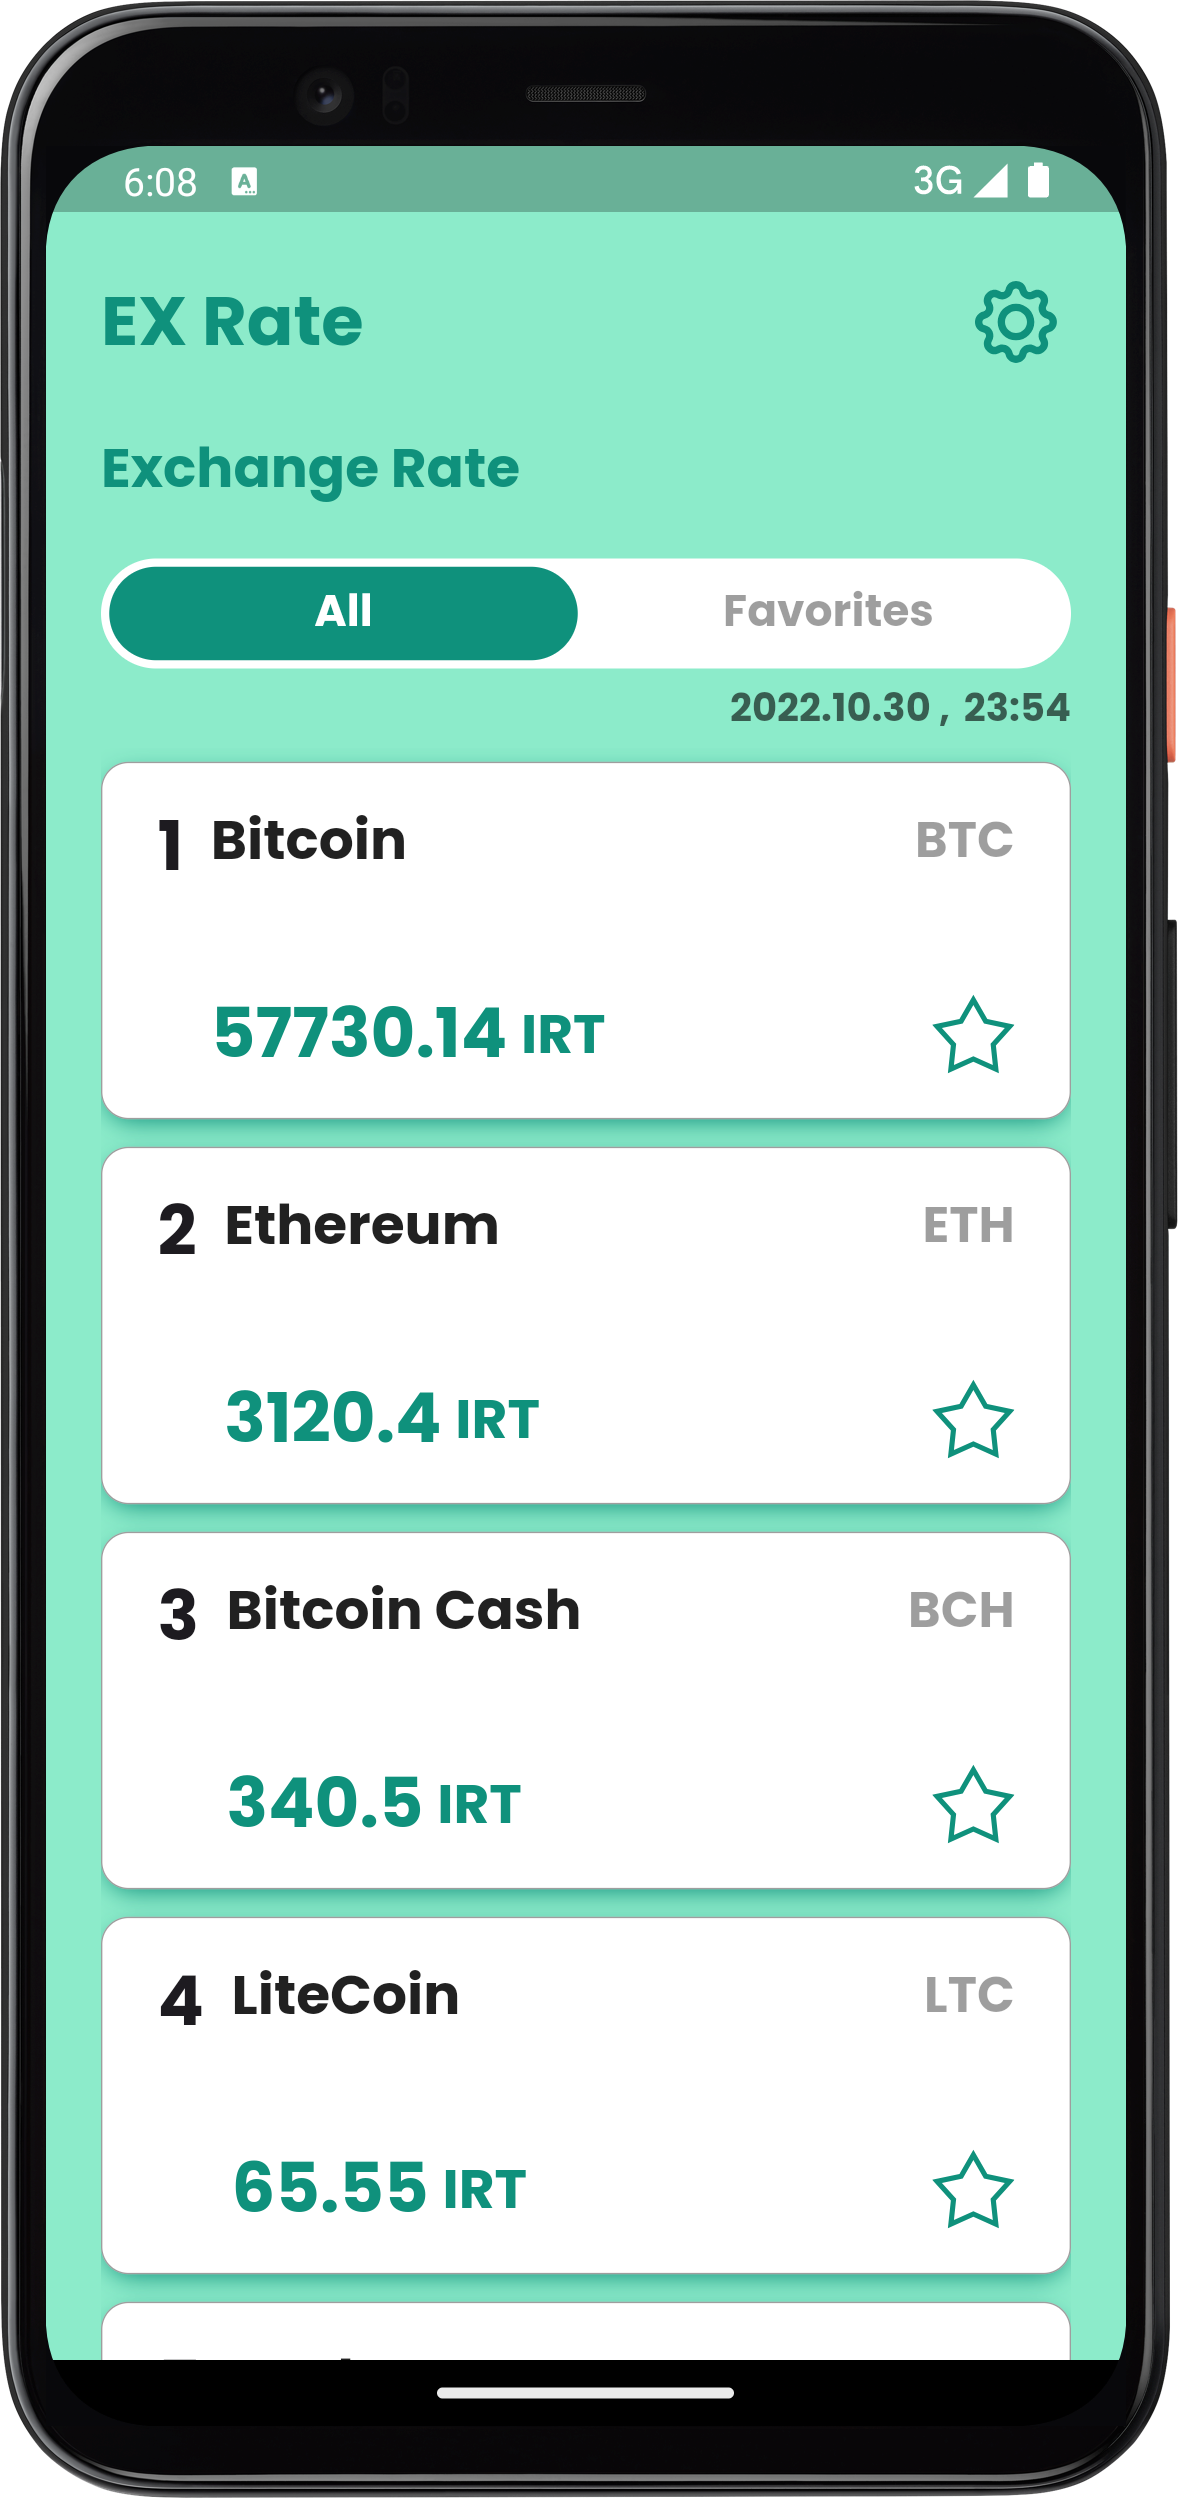 6:08 3G
EX Rate
Exchange Rate
All Favorites
2022.10.30 , 23:54
1 Bitcoin BTC
57730.14 IRT
2 Ethereum ETH
3120.4 IRT
3 Bitcoin Cash BCH
340.5 IRT
4 LiteCoin LTC
65.55 IRT